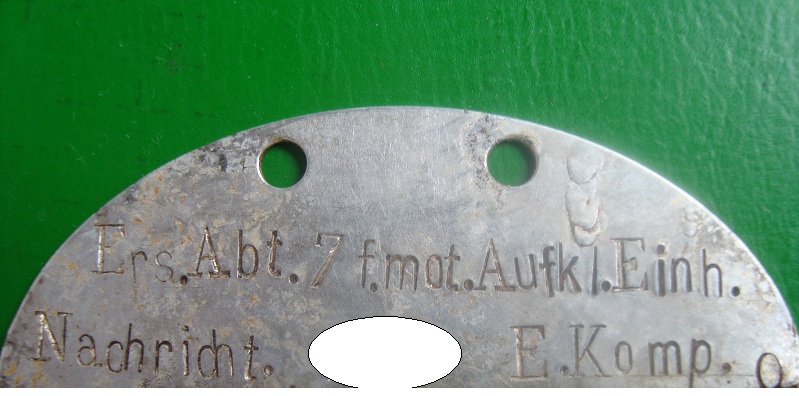 Ers.Abt.7 f.mot.Aufkl.Einh.
Nachricht. E.Komp.